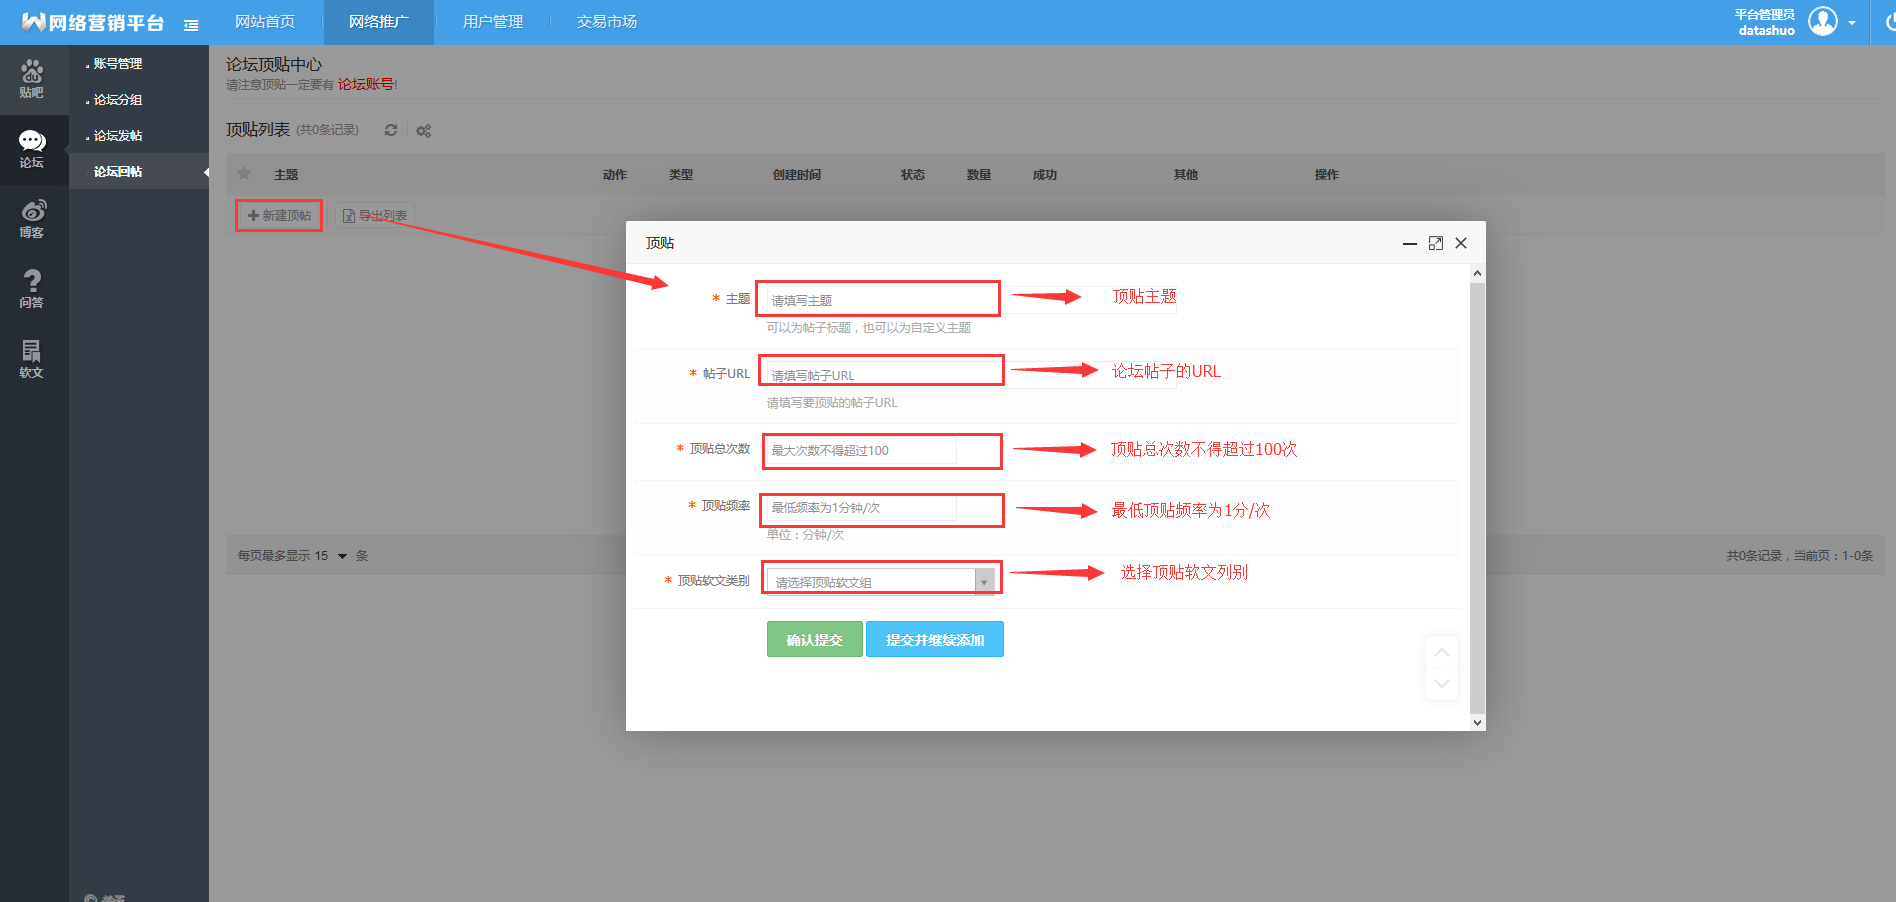 网络营销平台
网站首页
网络推广
用户管理
交易市场
平台管理员
datashuo
贴吧
论坛
博客
问答
软文
账号管理
论坛分组
论坛发帖
论坛回帖
论坛顶贴中心
请注意顶贴一定要有 论坛账号!
顶贴列表 (共0条记录)
主题 动作 类型 创建时间 状态 数量 成功 其他 操作
新建顶帖 导出列表
顶贴
* 主题 请填写主题 顶贴主题
可以为帖子标题，也可以为自定义主题
* 帖子URL 请填写帖子URL 论坛帖子的URL
请填写要顶贴的帖子URL
* 顶贴总次数 最大次数不得超过100 顶贴总次数不得超过100次
* 顶贴频率 最低频率为1分钟/次 最低顶贴频率为1分/次
单位：分钟/次
* 顶贴软文类别 请选择顶贴软文组 选择顶贴软文列别
确认提交 提交并继续添加
每页最多显示 15 条
共0条记录，当前页：1-0条